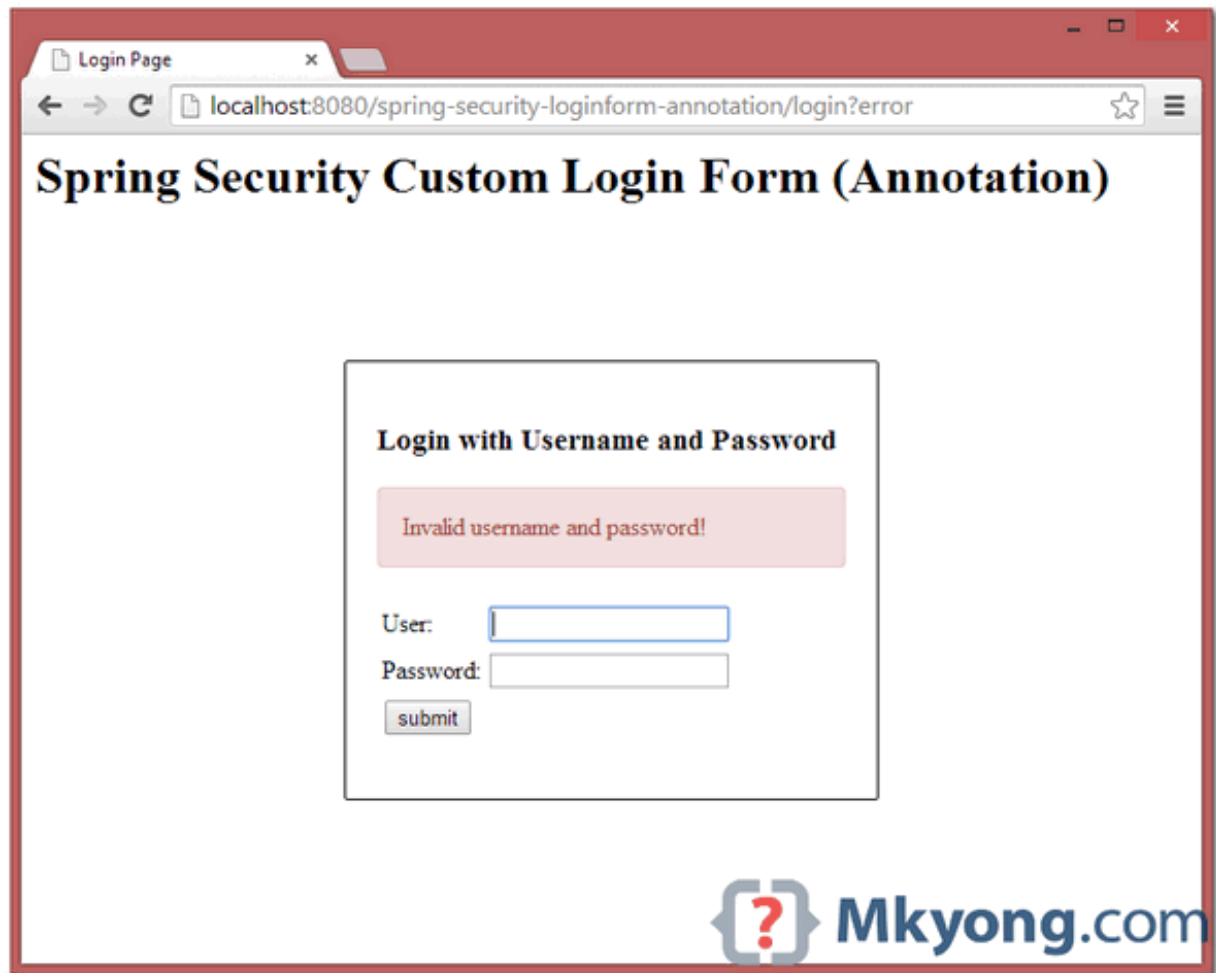 Login Page
localhost:8080/spring-security-loginform-annotation/login?error
Spring Security Custom Login Form (Annotation)
Login with Username and Password
Invalid username and password!
User:
Password:
submit
{?} Mkyong.com